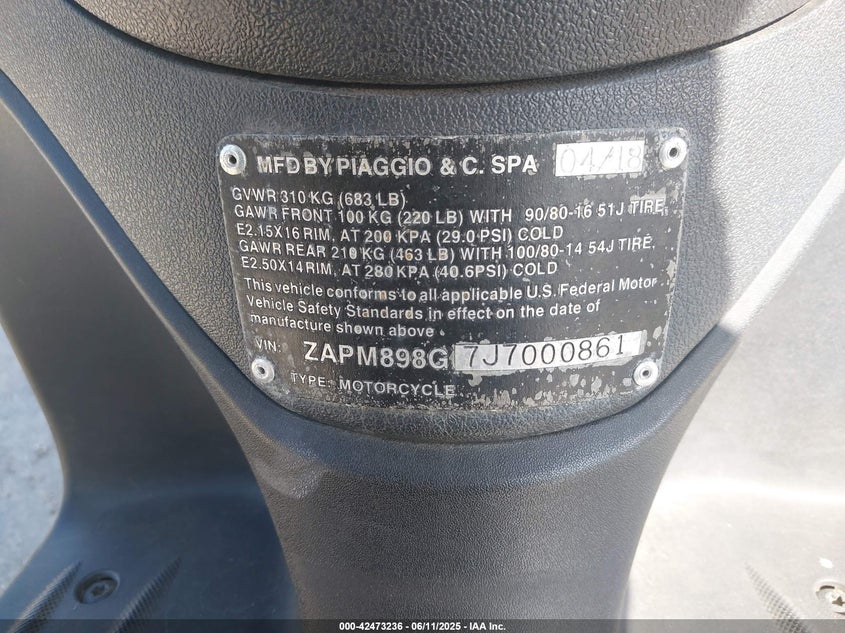 MFD BY PIAGGIO & C. SPA 04/18
GVWR 310 KG (683 LB)
GAWR FRONT 100 KG (220 LB) WITH 90/80-16 51J TIRE,
E2.15X16 RIM, AT 200 KPA (29.0 PSI) COLD
GAWR REAR 210 KG (463 LB) WITH 100/80-14 54J TIRE,
E2.50X14 RIM, AT 280 KPA (40.6PSI) COLD
This vehicle conforms to all applicable U.S. Federal Motor
Vehicle Safety Standards in effect on the date of
manufacture shown above
VIN: ZAPM898G 7J7000861
TYPE: MOTORCYCLE
000-42473236 - 06/11/2025 - IAA Inc.